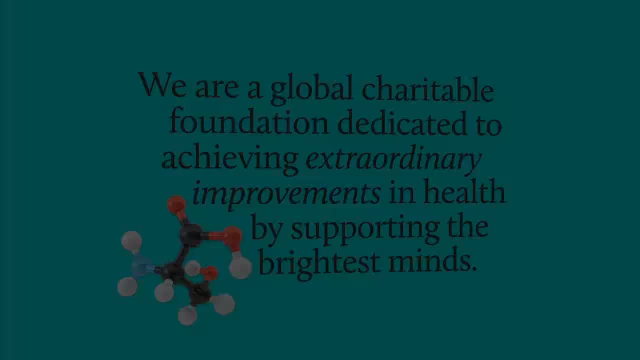 We are a global charitable
foundation dedicated to
achieving extraordinary
improvements in health
by supporting the
brightest minds.